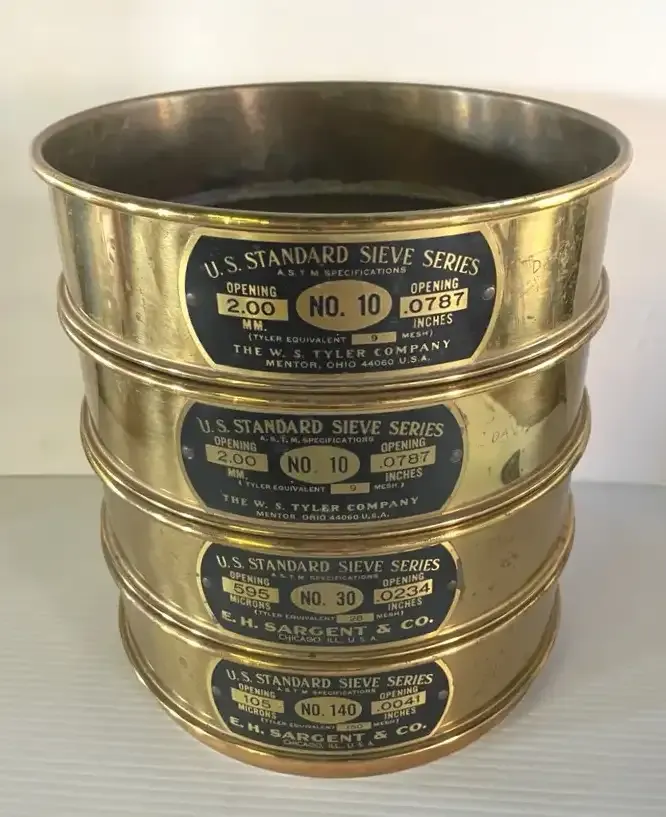 U.S. STANDARD SIEVE SERIES
A.S.T.M SPECIFICATIONS
OPENING 2.00 MM.
NO. 10
OPENING .0787 INCHES
(TYLER EQUIVALENT 9 MESH)
THE W. S. TYLER COMPANY
MENTOR, OHIO 44060 U.S.A.
U.S. STANDARD SIEVE SERIES
A.S.T.M. SPECIFICATIONS
OPENING 2.00 MM.
NO. 10
OPENING .0787 INCHES
(TYLER EQUIVALENT 9 MESH)
THE W. S. TYLER COMPANY
MENTOR, OHIO 44060 U.S.A.
U.S. STANDARD SIEVE SERIES
A.S.T.M SPECIFICATIONS
OPENING 595 MICRONS
NO. 30
OPENING .0234 INCHES
(TYLER EQUIVALENT 28 MESH)
E. H. SARGENT & CO.
CHICAGO, ILL., U.S.A.
U.S. STANDARD SIEVE SERIES
A.S.T.M SPECIFICATIONS
OPENING 105 MICRONS
NO. 140
OPENING .0041 INCHES
(TYLER EQUIVALENT 150 MESH)
E. H. SARGENT & CO.
CHICAGO, ILL., U.S.A.